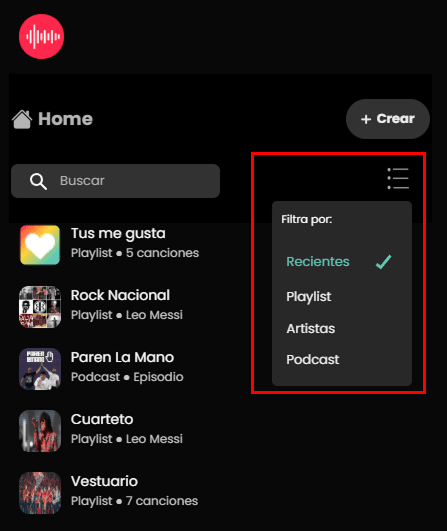 Home
+ Crear
Buscar
Filtra por:
Recientes
Playlist
Artistas
Podcast
Tus me gusta
Playlist ● 5 canciones
Rock Nacional
Playlist ● Leo Messi
PAREN
Paren La Mano
Podcast ● Episodio
Cuarteto
Playlist ● Leo Messi
Vestuario
Playlist ● 7 canciones